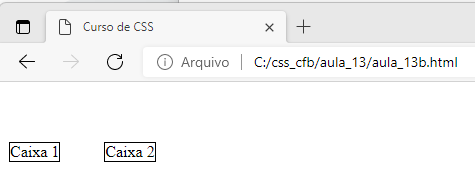 Curso de CSS
Arquivo C:/css_cfb/aula_13/aula_13b.html
Caixa 1 Caixa 2